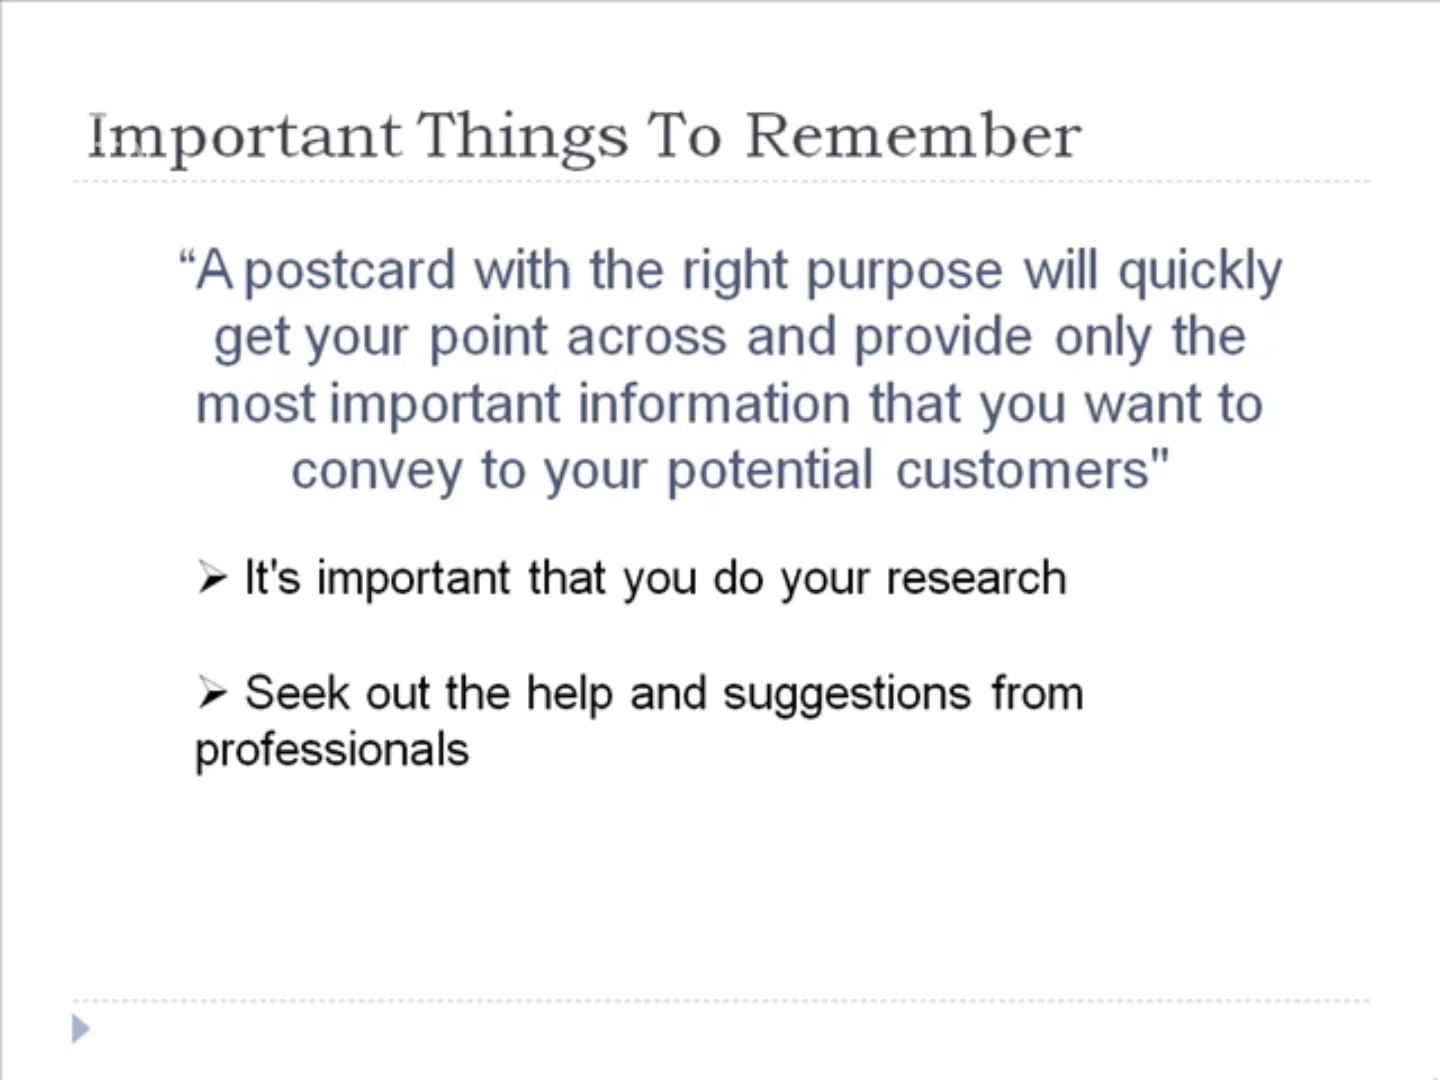 Important Things To Remember
“A postcard with the right purpose will quickly
get your point across and provide only the
most important information that you want to
convey to your potential customers"
➢ It's important that you do your research
➢ Seek out the help and suggestions from
professionals